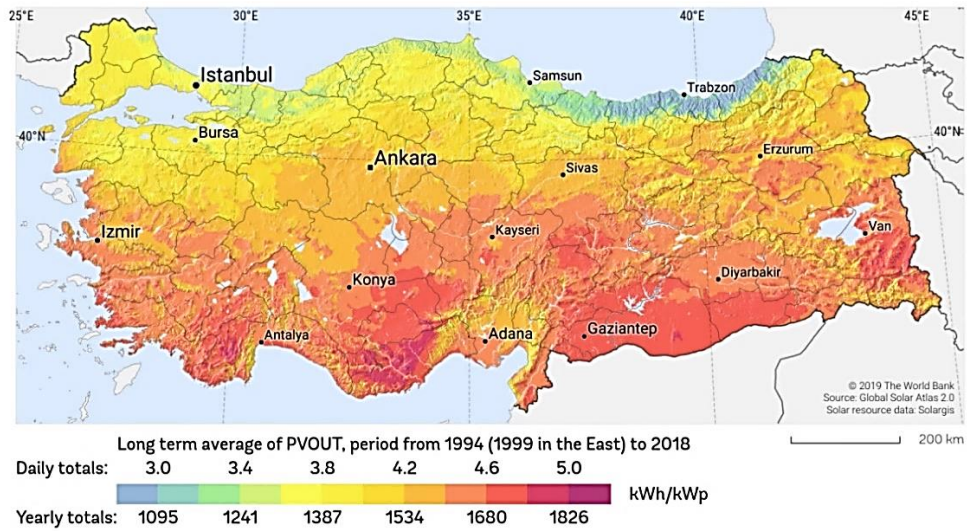 25°E 30°E 35°E 40°E 45°E
Istanbul
Samsun
Trabzon
Bursa
40°N 40°N
Ankara
Erzurum
Sivas
Izmir
Kayseri
Van
Konya
Diyarbakir
Antalya
Adana
Gaziantep
© 2019 The World Bank
Source: Global Solar Atlas 2.0
Solar resource data: Solargis
Long term average of PVOUT, period from 1994 (1999 in the East) to 2018
200 km
Daily totals: 3.0 3.4 3.8 4.2 4.6 5.0
kWh/kWp
Yearly totals: 1095 1241 1387 1534 1680 1826